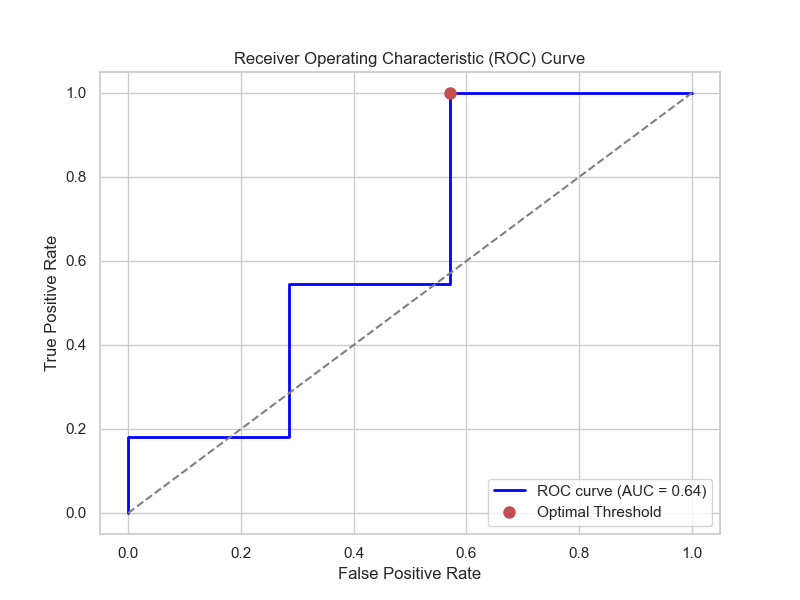 Receiver Operating Characteristic (ROC) Curve
1.0
0.8
0.6
0.4
0.2
0.0
True Positive Rate
0.0 0.2 0.4 0.6 0.8 1.0
False Positive Rate
ROC curve (AUC = 0.64)
Optimal Threshold